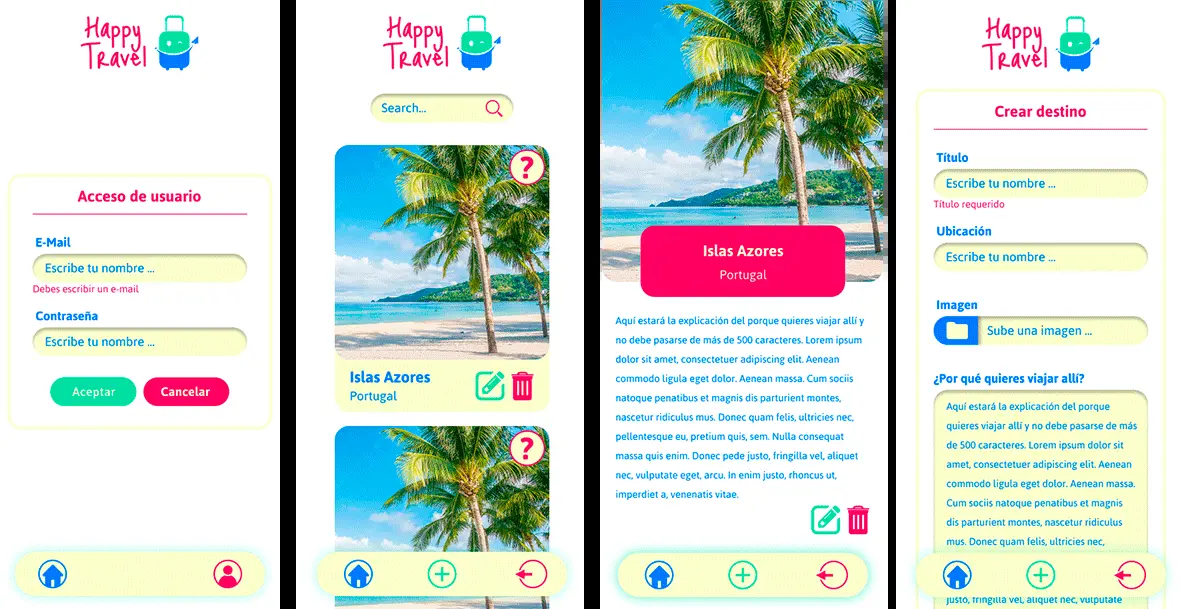 Happy
Travel
Acceso de usuario
E-Mail
Escribe tu nombre ...
Debes escribir un e-mail
Contraseña
Escribe tu nombre ...
Aceptar
Cancelar
Happy
Travel
Search...
?
Islas Azores
Portugal
?
Islas Azores
Portugal
Aquí estará la explicación del porque quieres viajar allí y
no debe pasarse de más de 500 caracteres. Lorem ipsum
dolor sit amet, consectetuer adipiscing elit. Aenean
commodo ligula eget dolor. Aenean massa. Cum sociis
natoque penatibus et magnis dis parturient montes,
nascetur ridiculus mus. Donec quam felis, ultricies nec,
pellentesque eu, pretium quis, sem. Nulla consequat
massa quis enim. Donec pede justo, fringilla vel, aliquet
nec, vulputate eget, arcu. In enim justo, rhoncus ut,
imperdiet a, venenatis vitae.
Happy
Travel
Crear destino
Título
Escribe tu nombre ...
Título requerido
Ubicación
Escribe tu nombre ...
Imagen
Sube una imagen ...
¿Por qué quieres viajar allí?
Aquí estará la explicación del porque
quieres viajar allí y no debe pasarse de más
de 500 caracteres. Lorem ipsum dolor sit
amet, consectetuer adipiscing elit. Aenean
commodo ligula eget dolor. Aenean massa.
Cum sociis natoque penatibus et magnis
dis parturient montes, nascetur ridiculus
mus. Donec quam felis, ultricies nec,
justo, fringilla vel, aliquet nec, vulputate